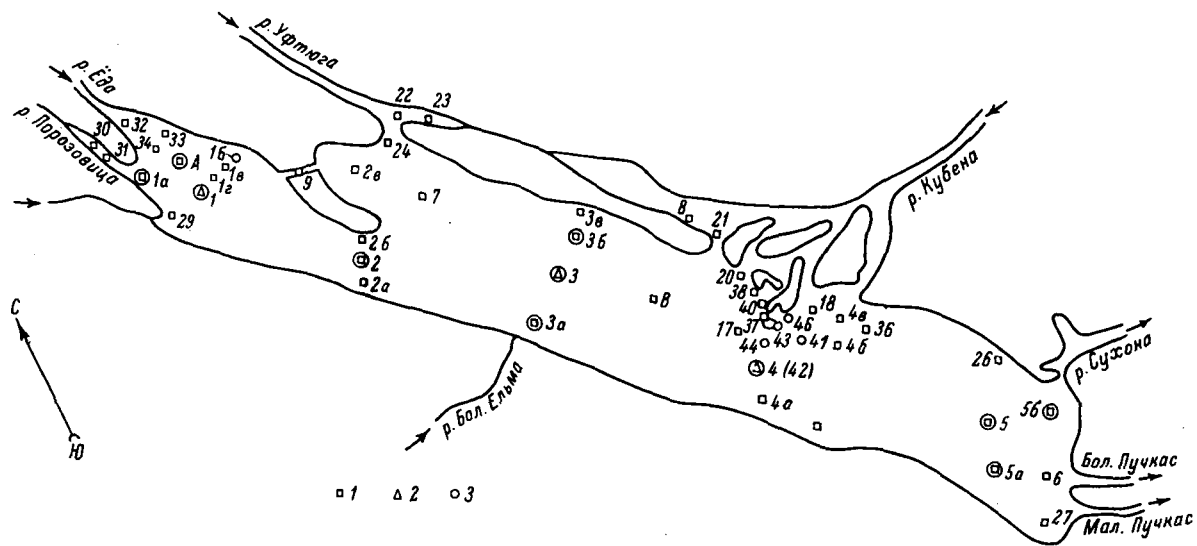 р. Уфтюга
р. Ёда
р. Порозовица
22 23
30 32 33
31 34 А 1б 24
1а 1в 2в
1г 9
1 7
29 3в 8 21
р. Кубена
2б 3б
2 20
2а 3 38
8 40 18 4в 36
3а 17 37 43 46 41 4б
44
4 (42) 26
р. Сухона
4а
С
Ю
р. Бол. Ельма
5 5б
5а 6
Бол. Пучкас
27
Мал. Пучкас
1 2 3